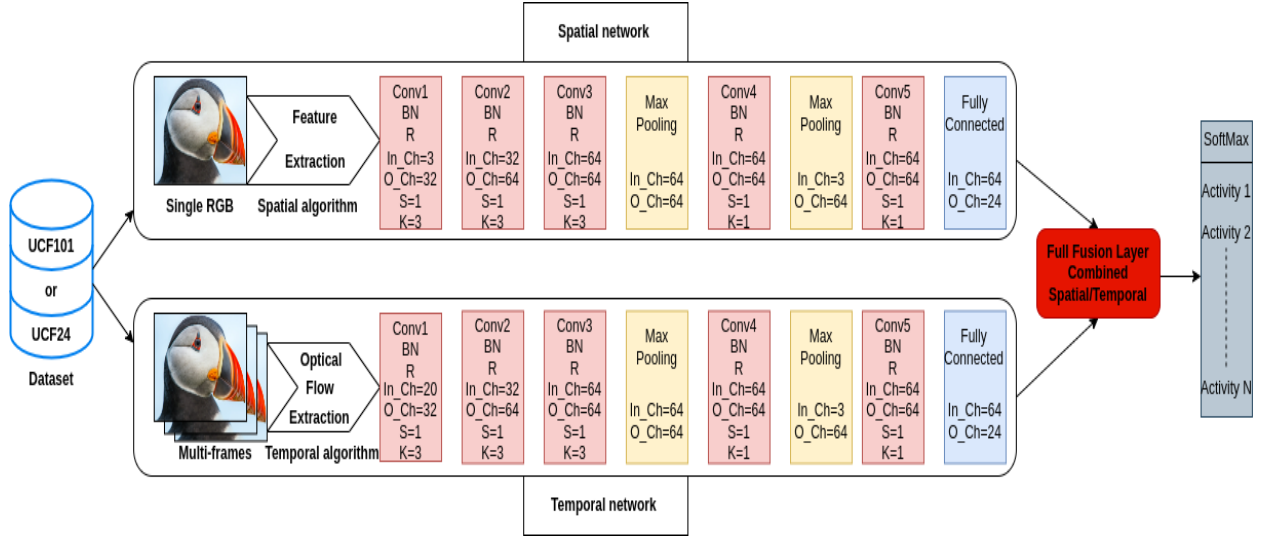 Spatial network
Single RGB
Feature
Extraction
Spatial algorithm
Conv1
BN
R
In_Ch=3
O_Ch=32
S=1
K=3
Conv2
BN
R
In_Ch=32
O_Ch=64
S=1
K=3
Conv3
BN
R
In_Ch=64
O_Ch=64
S=1
K=3
Max
Pooling
In_Ch=64
O_Ch=64
Conv4
BN
R
In_Ch=64
O_Ch=64
S=1
K=1
Max
Pooling
In_Ch=3
O_Ch=64
Conv5
BN
R
In_Ch=64
O_Ch=64
S=1
K=1
Fully
Connected
In_Ch=64
O_Ch=24
UCF101
or
UCF24
Dataset
Multi-frames
Optical
Flow
Extraction
Temporal algorithm
Conv1
BN
R
In_Ch=20
O_Ch=32
S=1
K=3
Conv2
BN
R
In_Ch=32
O_Ch=64
S=1
K=3
Conv3
BN
R
In_Ch=64
O_Ch=64
S=1
K=3
Max
Pooling
In_Ch=64
O_Ch=64
Conv4
BN
R
In_Ch=64
O_Ch=64
S=1
K=1
Max
Pooling
In_Ch=3
O_Ch=64
Conv5
BN
R
In_Ch=64
O_Ch=64
S=1
K=1
Fully
Connected
In_Ch=64
O_Ch=24
Temporal network
Full Fusion Layer
Combined
Spatial/Temporal
SoftMax
Activity 1
Activity 2
Activity N